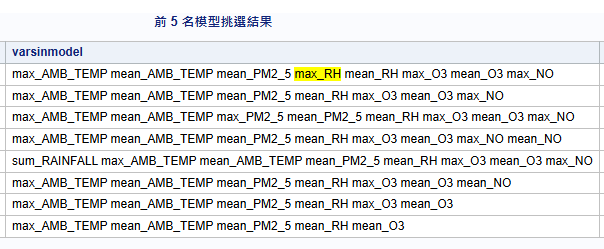 前 5 名模型挑選結果
varsinmodel
max_AMB_TEMP mean_AMB_TEMP mean_PM2_5 max_RH mean_RH max_O3 mean_O3 max_NO
max_AMB_TEMP mean_AMB_TEMP mean_PM2_5 mean_RH max_O3 mean_O3 max_NO
max_AMB_TEMP mean_AMB_TEMP max_PM2_5 mean_PM2_5 mean_RH max_O3 mean_O3 max_NO
max_AMB_TEMP mean_AMB_TEMP mean_PM2_5 mean_RH max_O3 mean_O3 max_NO mean_NO
sum_RAINFALL max_AMB_TEMP mean_AMB_TEMP mean_PM2_5 mean_RH max_O3 mean_O3 max_NO
max_AMB_TEMP mean_AMB_TEMP mean_PM2_5 mean_RH max_O3 mean_O3 mean_NO
max_AMB_TEMP mean_AMB_TEMP mean_PM2_5 mean_RH max_O3 mean_O3
max_AMB_TEMP mean_AMB_TEMP mean_PM2_5 mean_RH mean_O3